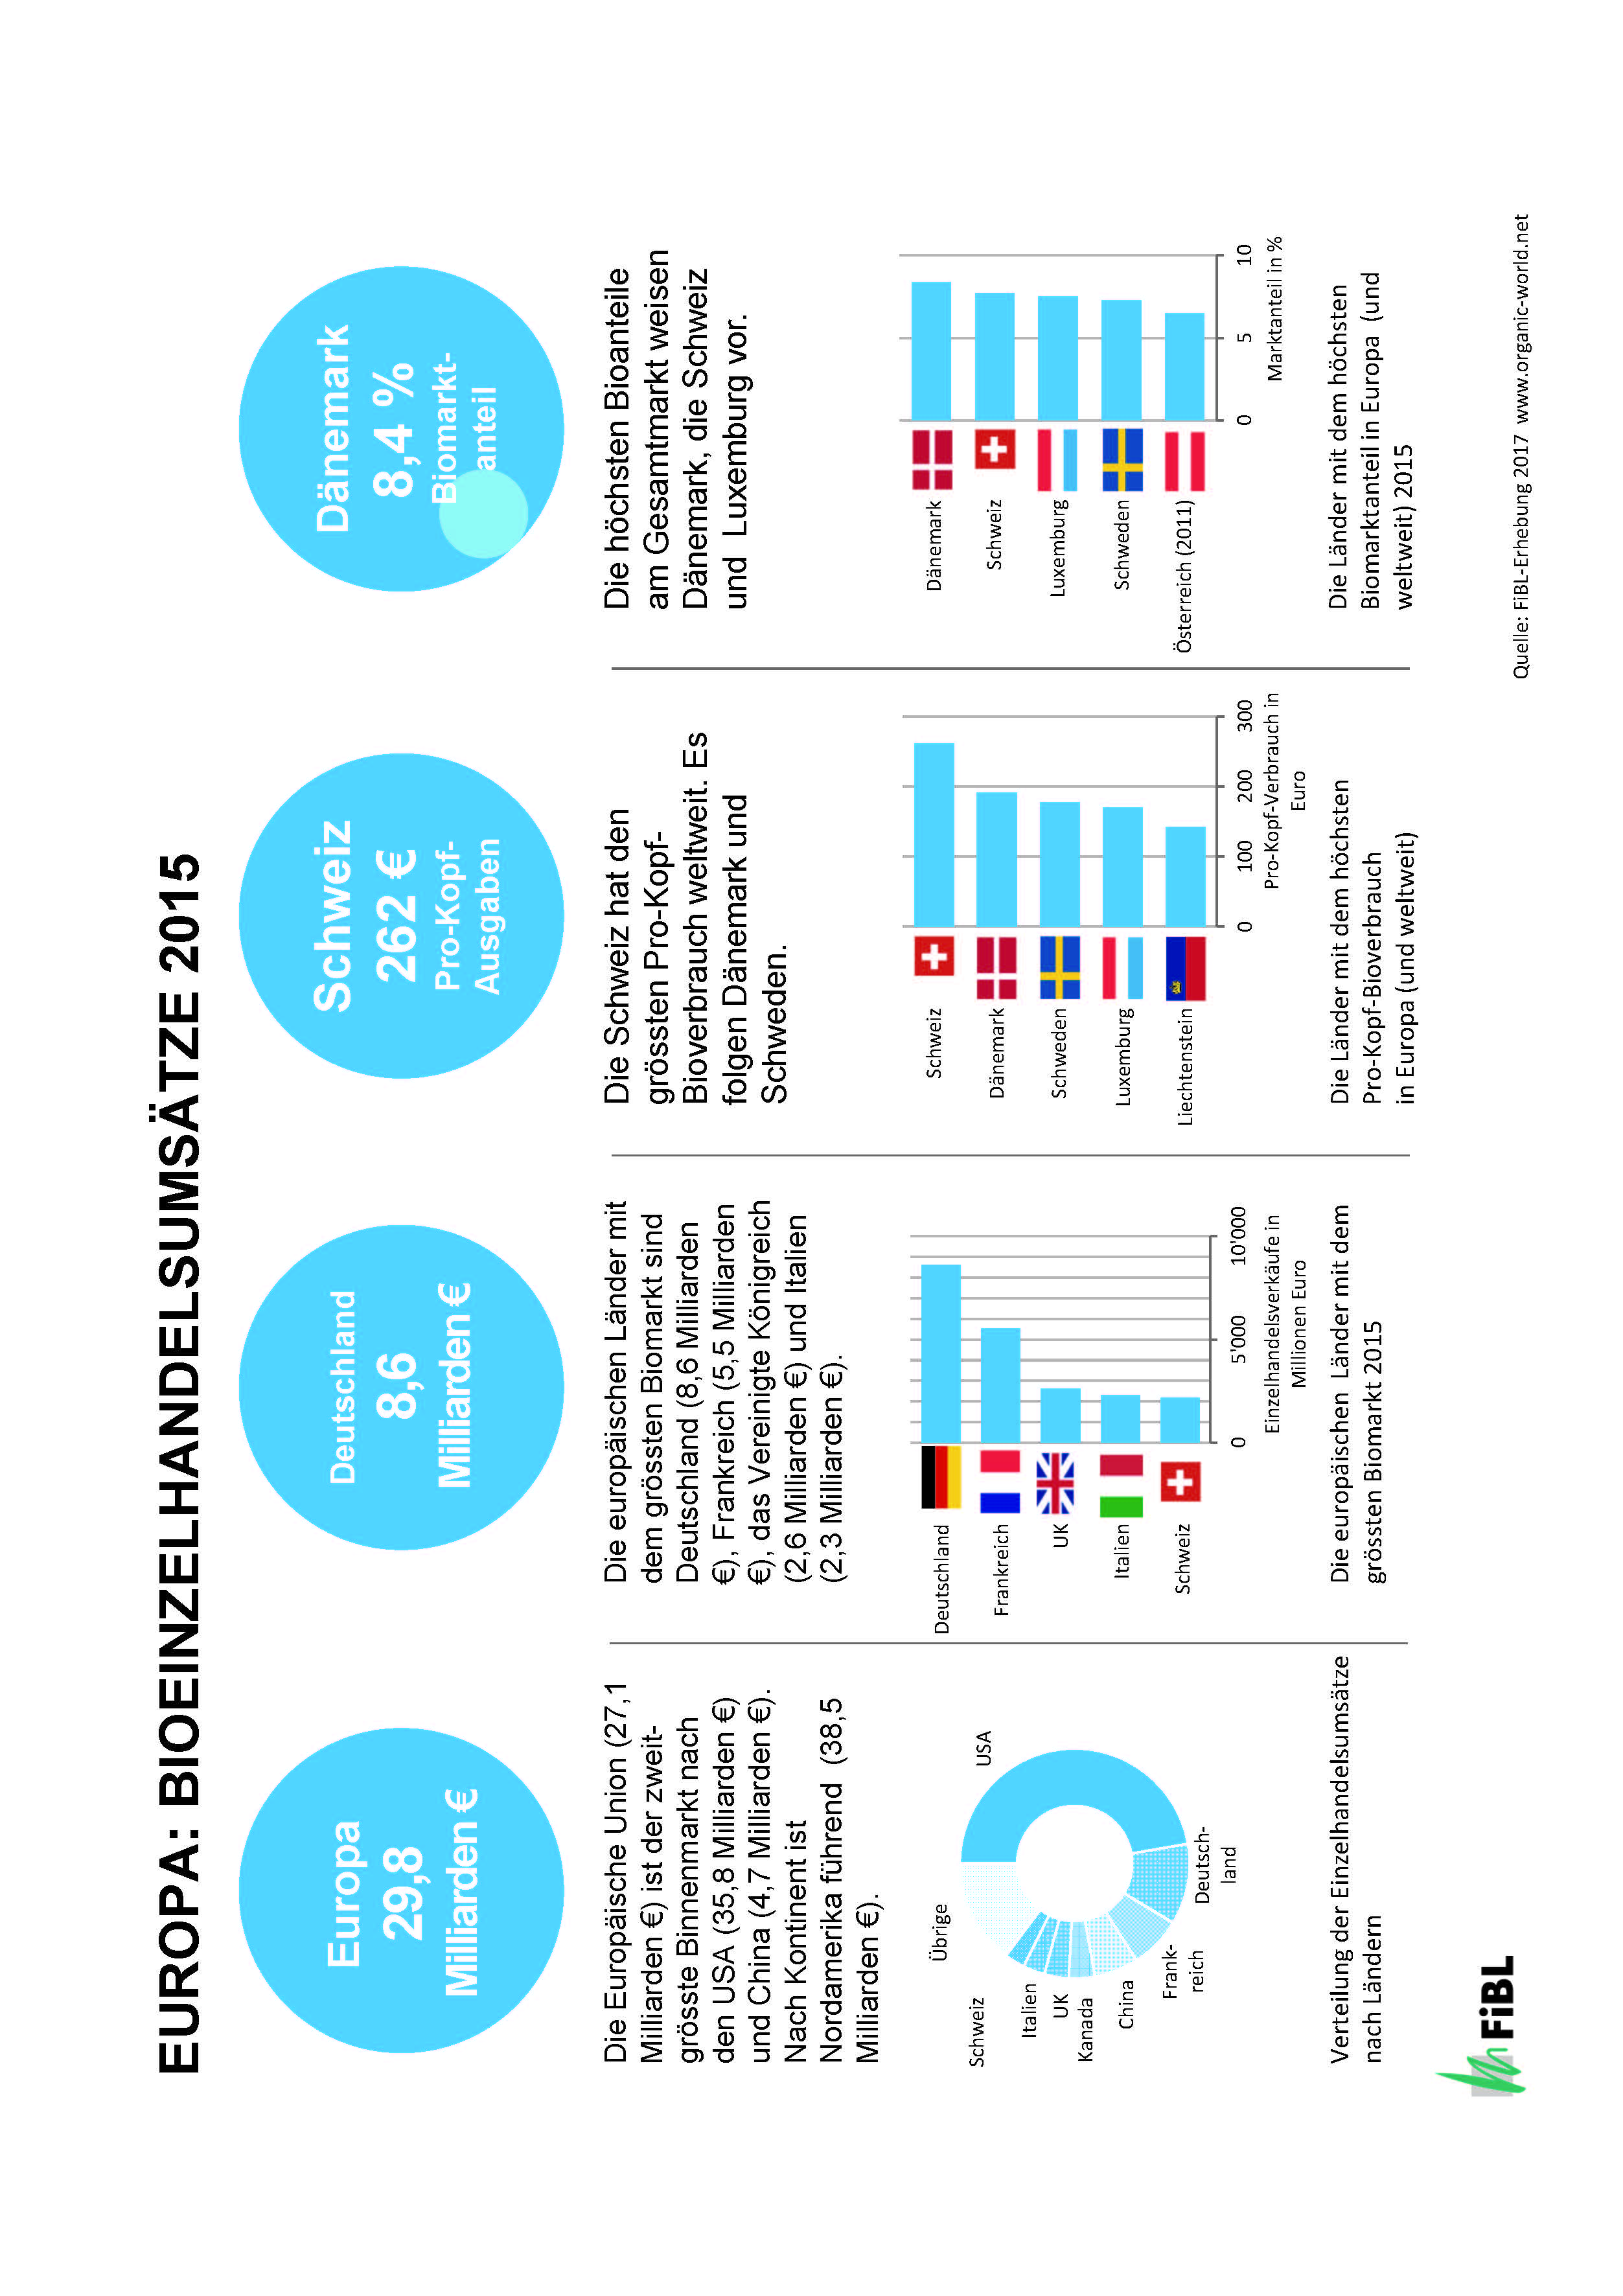 EUROPA: BIOEINZELHANDELSUMSÄTZE 2015
Europa
29,8
Milliarden €
Die Europäische Union (27,1
Milliarden €) ist der zweit-
grösste Binnenmarkt nach
den USA (35,8 Milliarden €)
und China (4,7 Milliarden €).
Nach Kontinent ist
Nordamerika führend (38,5
Milliarden €).
Übrige
USA
Schweiz
Italien
UK
Kanada
China
Frank-
reich
Deutsch-
land
Verteilung der Einzelhandelsumsätze
nach Ländern
Deutschland
8,6
Milliarden €
Die europäischen Länder mit
dem grössten Biomarkt sind
Deutschland (8,6 Milliarden
€), Frankreich (5,5 Milliarden
€), das Vereinigte Königreich
(2,6 Milliarden €) und Italien
(2,3 Milliarden €).
Deutschland
Frankreich
UK
Italien
Schweiz
0 5'000 10'000
Einzelhandelsverkäufe in
Millionen Euro
Die europäischen Länder mit dem
grössten Biomarkt 2015
Schweiz
262 €
Pro-Kopf-
Ausgaben
Die Schweiz hat den
grössten Pro-Kopf-
Bioverbrauch weltweit. Es
folgen Dänemark und
Schweden.
Schweiz
Dänemark
Schweden
Luxemburg
Liechtenstein
0 100 200 300
Pro-Kopf-Verbrauch in
Euro
Die Länder mit dem höchsten
Pro-Kopf-Bioverbrauch
in Europa (und weltweit)
Dänemark
8,4 %
Biomarkt-
anteil
Die höchsten Bioanteile
am Gesamtmarkt weisen
Dänemark, die Schweiz
und Luxemburg vor.
Dänemark
Schweiz
Luxemburg
Schweden
Österreich (2011)
0 5 10
Marktanteil in %
Die Länder mit dem höchsten
Biomarktanteil in Europa (und
weltweit) 2015
FiBL
Quelle: FiBL-Erhebung 2017 www.organic-world.net